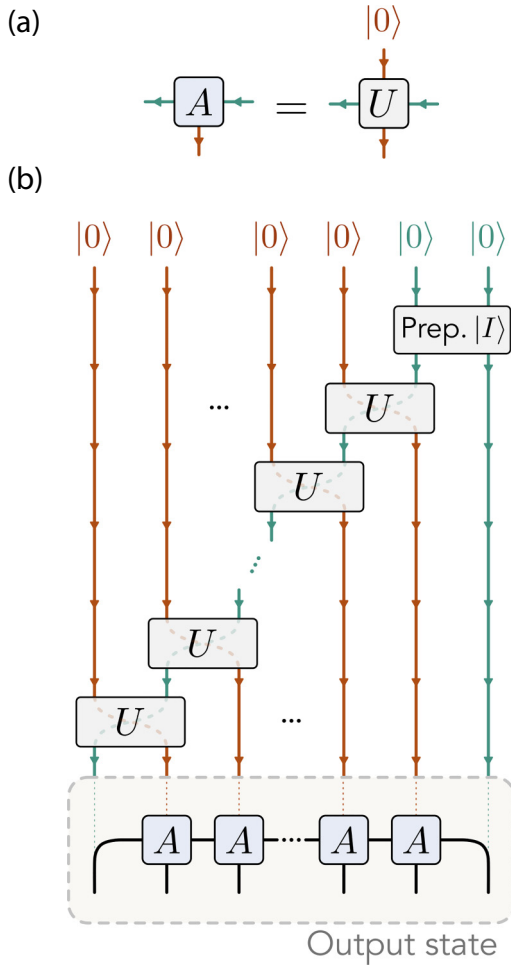 (a)
|0⟩
A = U
(b)
|0⟩ |0⟩ |0⟩ |0⟩ |0⟩ |0⟩
Prep. |I⟩
... U
U
...
U
U ...
A A ... A A
Output state